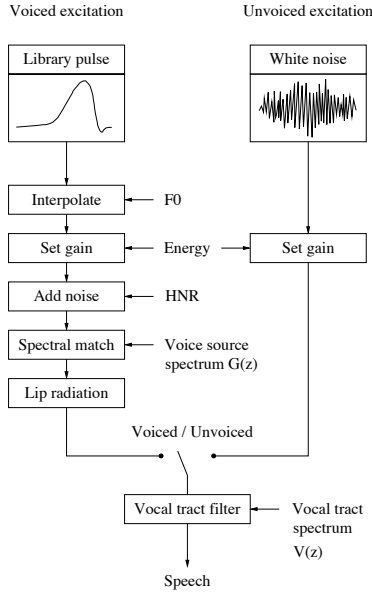 Voiced excitation
Unvoiced excitation
Library pulse
White noise
Interpolate
F0
Set gain
Energy
Set gain
Add noise
HNR
Spectral match
Voice source
spectrum G(z)
Lip radiation
Voiced / Unvoiced
Vocal tract filter
Vocal tract
spectrum
V(z)
Speech